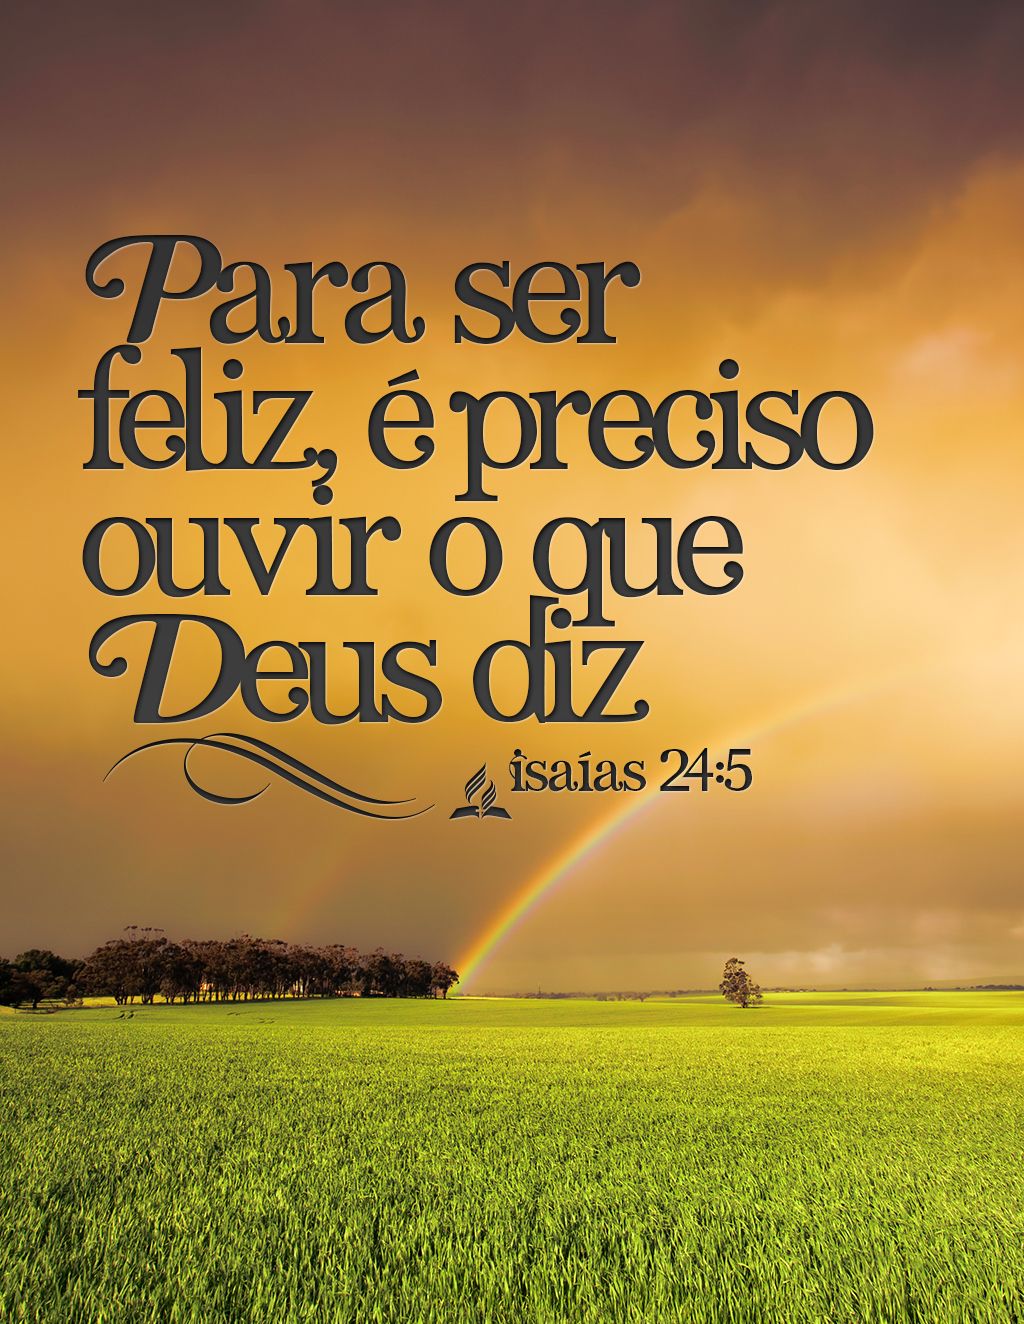 Para ser
feliz, é preciso
ouvir o que
Deus diz
isaías 24:5